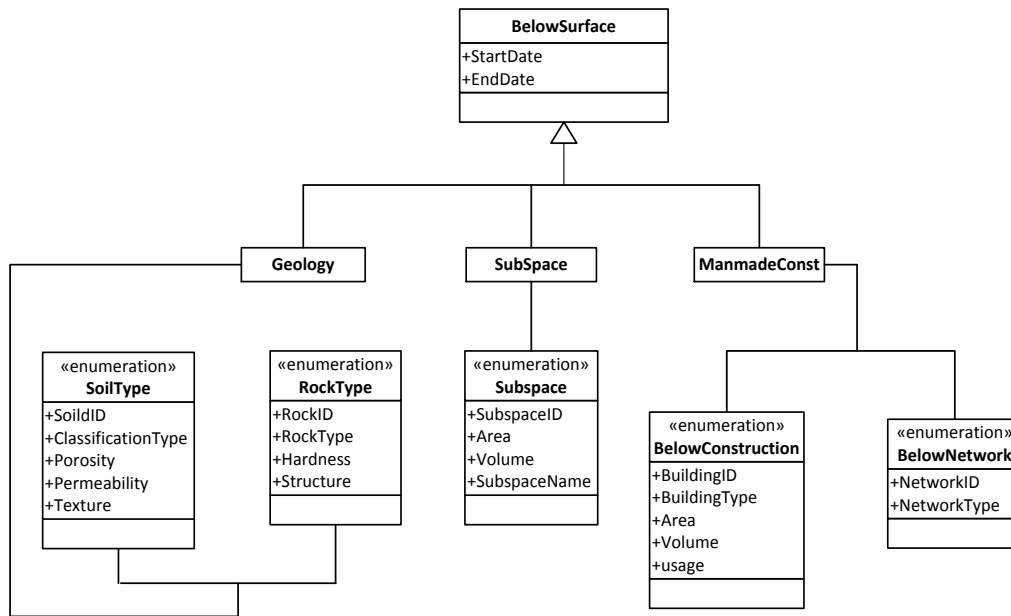 BelowSurface
+StartDate
+EndDate
Geology
SubSpace
ManmadeConst
«enumeration»
SoilType
+SoildID
+ClassificationType
+Porosity
+Permeability
+Texture
«enumeration»
RockType
+RockID
+RockType
+Hardness
+Structure
«enumeration»
Subspace
+SubspaceID
+Area
+Volume
+SubspaceName
«enumeration»
BelowConstruction
+BuildingID
+BuildingType
+Area
+Volume
+usage
«enumeration»
BelowNetwork
+NetworkID
+NetworkType